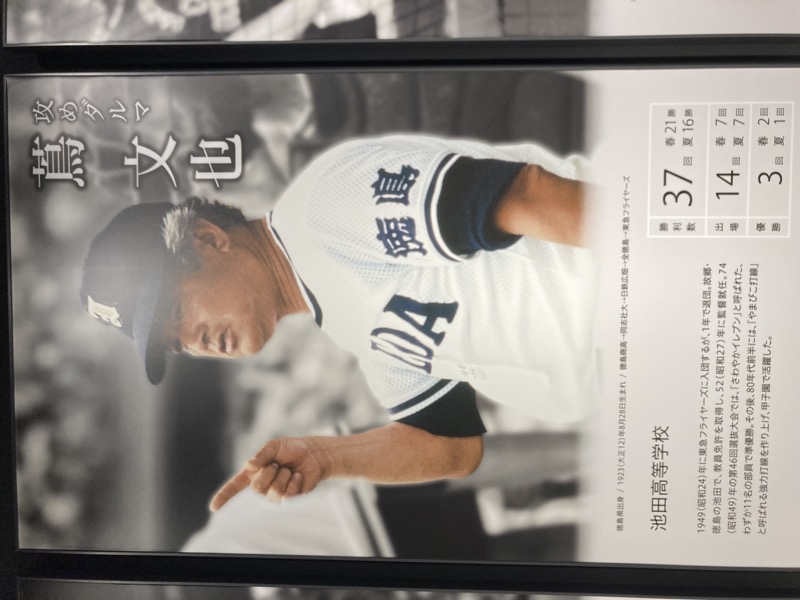 攻めダルマ
蔦 文也
IKEDA
徳島
徳島県出身 / 1923(大正12)年8月28日生まれ / 徳島商高→同志社大→日鉄広畑→全徳島→東急フライヤーズ
池田高等学校
1949(昭和24)年に東急フライヤーズに入団するが、1年で退団。故郷・
徳島の池田で、教員免許を取得し、52(昭和27)年に監督就任。74
(昭和49)年の第46回選抜大会では、「さわやかイレブン」と呼ばれた、
わずか11名の部員で準優勝。その後、80年代前半には、「やまびこ打線」
と呼ばれる強力打線を作り上げ、甲子園で活躍した。
勝利数 37回 春 21勝
夏 16勝
出場 14回 春 7回
夏 7回
優勝 3回 春 2回
夏 1回